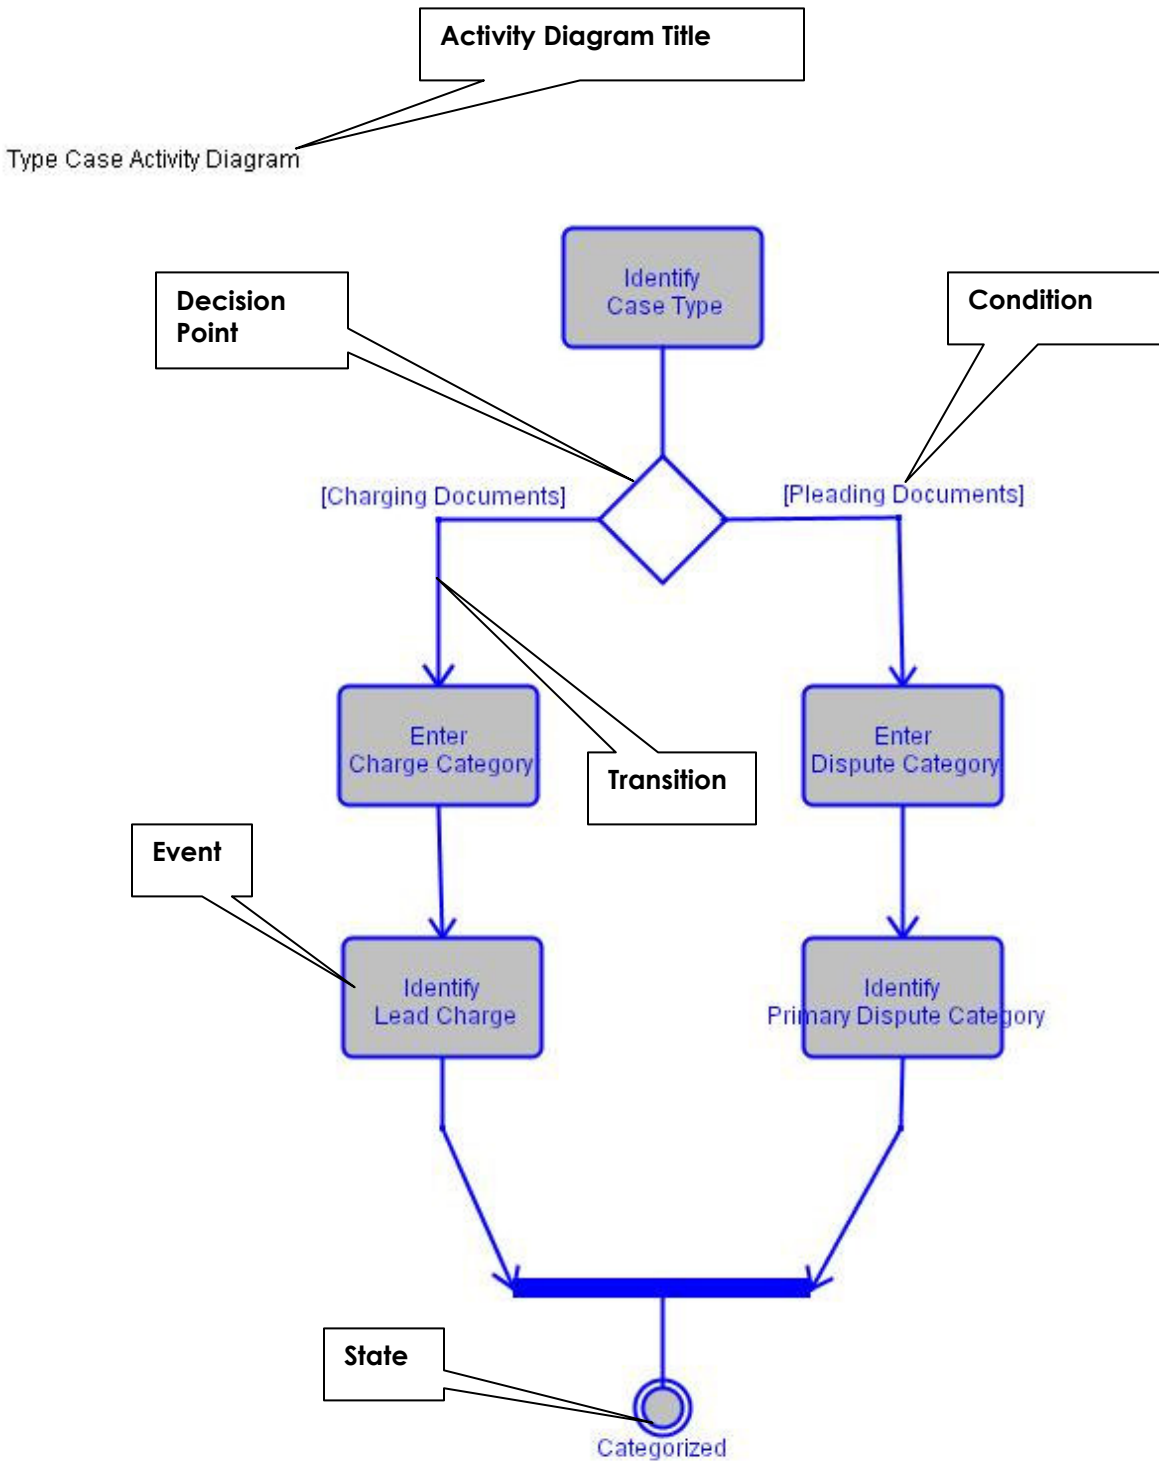 Activity Diagram Title
Type Case Activity Diagram
Identify
Case Type
Decision
Point
Condition
[Charging Documents]
[Pleading Documents]
Enter
Charge Category
Enter
Dispute Category
Transition
Event
Identify
Lead Charge
Identify
Primary Dispute Category
State
Categorized